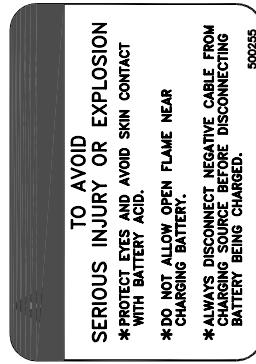 TO AVOID
SERIOUS INJURY OR EXPLOSION
* PROTECT EYES AND AVOID SKIN CONTACT
WITH BATTERY ACID.
* DO NOT ALLOW OPEN FLAME NEAR
CHARGING BATTERY.
* ALWAYS DISCONNECT NEGATIVE CABLE FROM
CHARGING SOURCE BEFORE DISCONNECTING
BATTERY BEING CHARGED.
500255